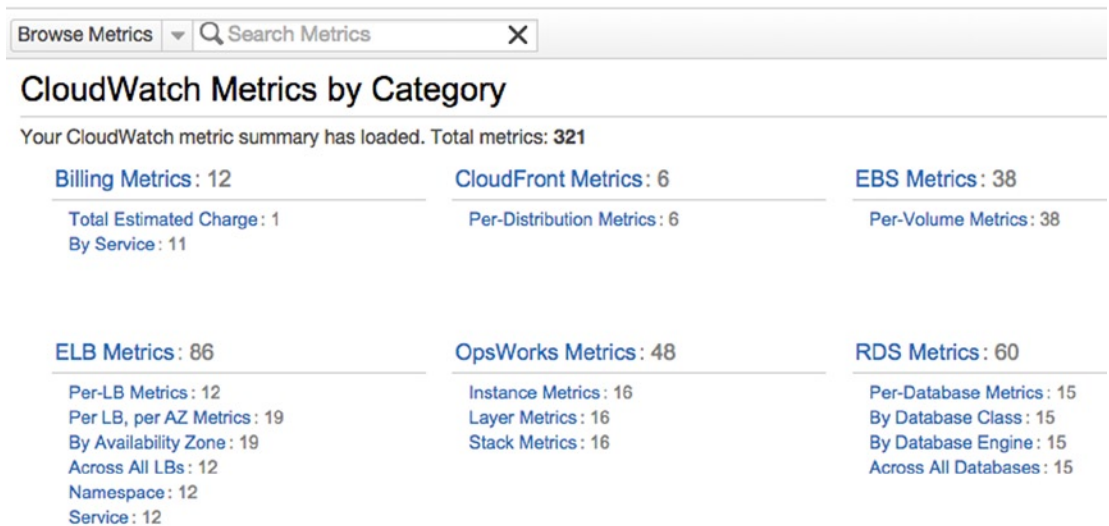 Browse Metrics Search Metrics
CloudWatch Metrics by Category
Your CloudWatch metric summary has loaded. Total metrics: 321
Billing Metrics: 12
Total Estimated Charge: 1
By Service: 11
CloudFront Metrics: 6
Per-Distribution Metrics: 6
EBS Metrics: 38
Per-Volume Metrics: 38
ELB Metrics: 86
Per-LB Metrics: 12
Per LB, per AZ Metrics: 19
By Availability Zone: 19
Across All LBs: 12
Namespace: 12
Service: 12
OpsWorks Metrics: 48
Instance Metrics: 16
Layer Metrics: 16
Stack Metrics: 16
RDS Metrics: 60
Per-Database Metrics: 15
By Database Class: 15
By Database Engine: 15
Across All Databases: 15